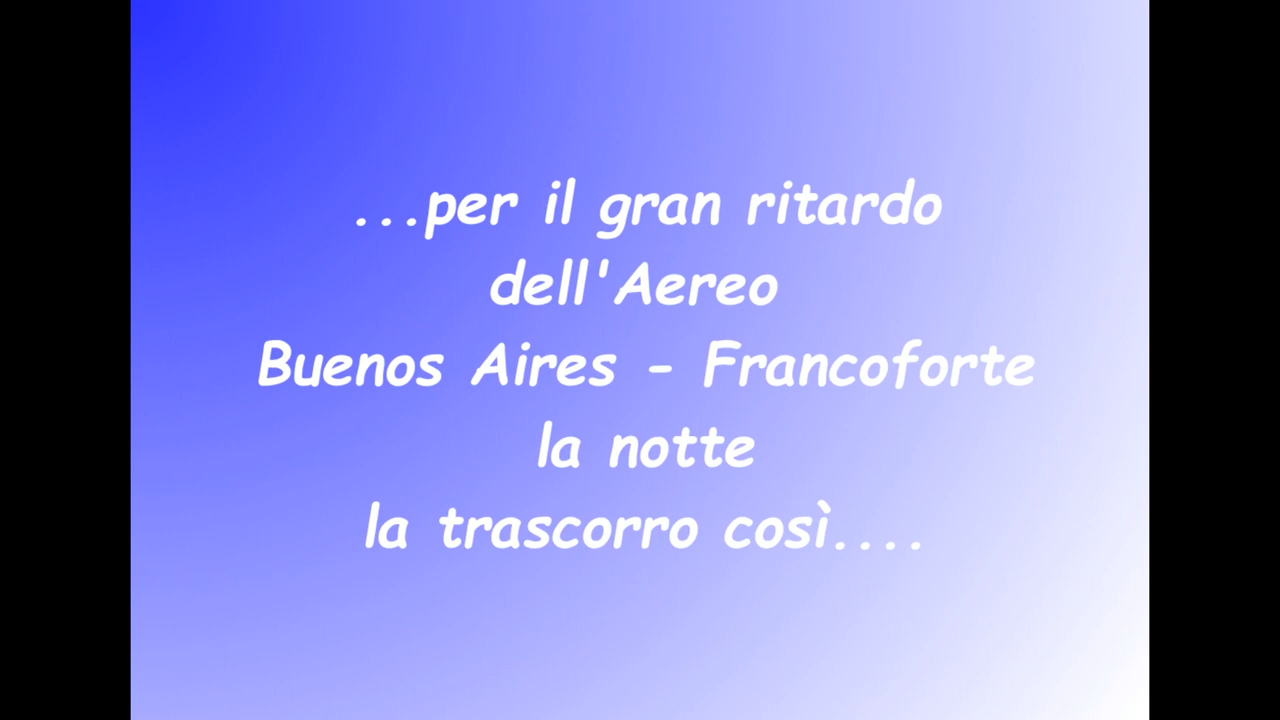 ...per il gran ritardo
dell'Aereo
Buenos Aires - Francoforte
la notte
la trascorro così....